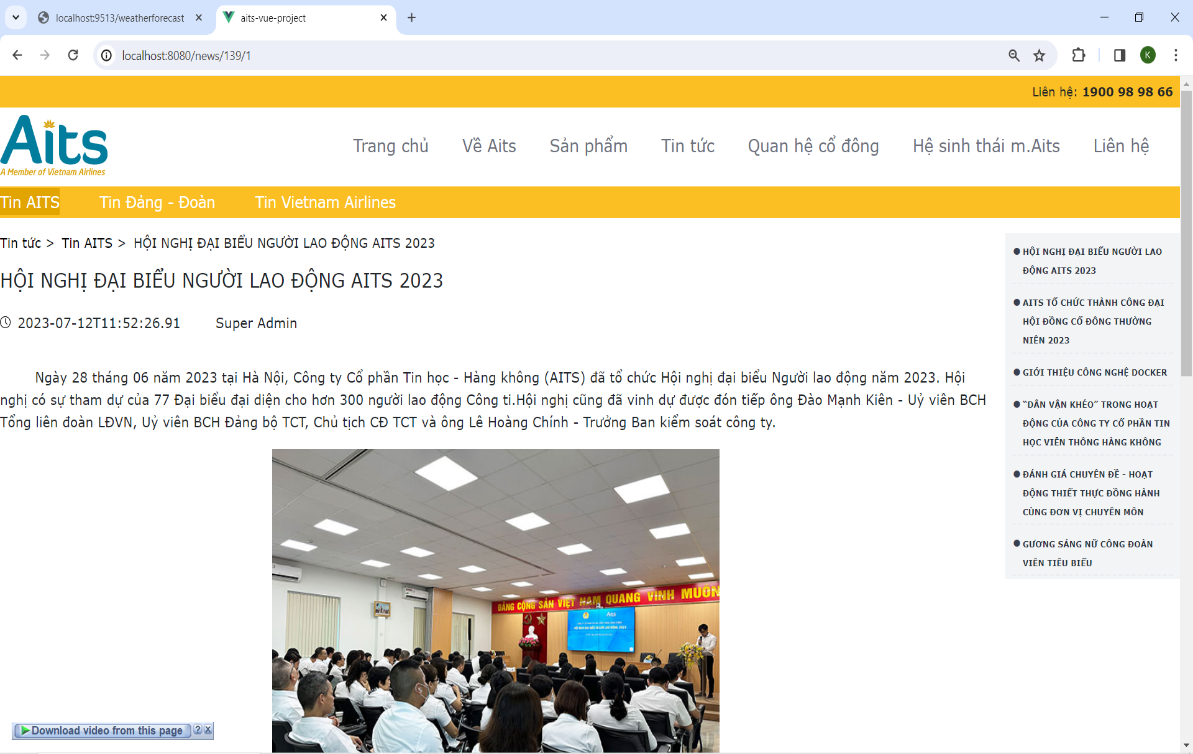 localhost:9513/weatherforecast
aits-vue-project
localhost:8080/news/139/1
K
Liên hệ: 1900 98 98 66
Aits
A Member of Vietnam Airlines
Trang chủ Về Aits Sản phẩm Tin tức Quan hệ cổ đông Hệ sinh thái m.Aits Liên hệ
Tin AITS Tin Đảng - Đoàn Tin Vietnam Airlines
Tin tức > Tin AITS > HỘI NGHỊ ĐẠI BIỂU NGƯỜI LAO ĐỘNG AITS 2023
HỘI NGHỊ ĐẠI BIỂU NGƯỜI LAO ĐỘNG AITS 2023
2023-07-12T11:52:26.91 Super Admin
Ngày 28 tháng 06 năm 2023 tại Hà Nội, Công ty Cổ phần Tin học - Hàng không (AITS) đã tổ chức Hội nghị đại biểu Người lao động năm 2023. Hội
nghị có sự tham dự của 77 Đại biểu đại diện cho hơn 300 người lao động Công ti.Hội nghị cũng đã vinh dự được đón tiếp ông Đào Mạnh Kiên - Uỷ viên BCH
Tổng liên đoàn LĐVN, Uỷ viên BCH Đảng bộ TCT, Chủ tịch CĐ TCT và ông Lê Hoàng Chính - Trưởng Ban kiểm soát công ty.
ĐẢNG CỘNG SẢN VIỆT NAM QUANG VINH MUÔN
HỘI NGHỊ ĐẠI BIỂU NGƯỜI LAO ĐỘNG 2023
HỘI NGHỊ ĐẠI BIỂU NGƯỜI LAO
ĐỘNG AITS 2023
AITS TỔ CHỨC THÀNH CÔNG ĐẠI
HỘI ĐỒNG CỔ ĐÔNG THƯỜNG
NIÊN 2023
GIỚI THIỆU CÔNG NGHỆ DOCKER
“DÂN VẬN KHÉO” TRONG HOẠT
ĐỘNG CỦA CÔNG TY CỔ PHẦN TIN
HỌC VIỄN THÔNG HÀNG KHÔNG
ĐÁNH GIÁ CHUYÊN ĐỀ - HOẠT
ĐỘNG THIẾT THỰC ĐỒNG HÀNH
CÙNG ĐƠN VỊ CHUYÊN MÔN
GƯƠNG SÁNG NỮ CÔNG ĐOÀN
VIÊN TIÊU BIỂU
Download video from this page ? x